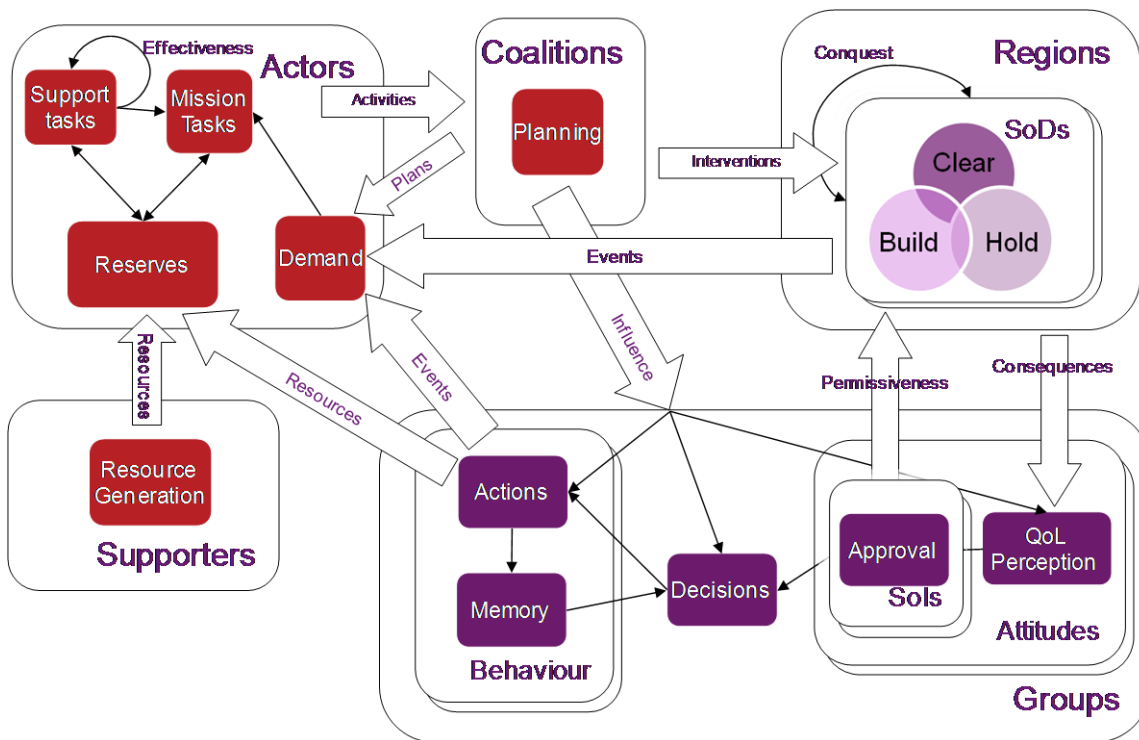 Effectiveness
Actors
Support
tasks
Mission
Tasks
Reserves
Demand
Activities
Plans
Coalitions
Planning
Interventions
Conquest
Regions
SoDs
Clear
Build
Hold
Events
Influence
Resources
Resources
Events
Permissiveness
Consequences
Resource
Generation
Supporters
Actions
Memory
Behaviour
Decisions
Approval
SoIs
QoL
Perception
Attitudes
Groups